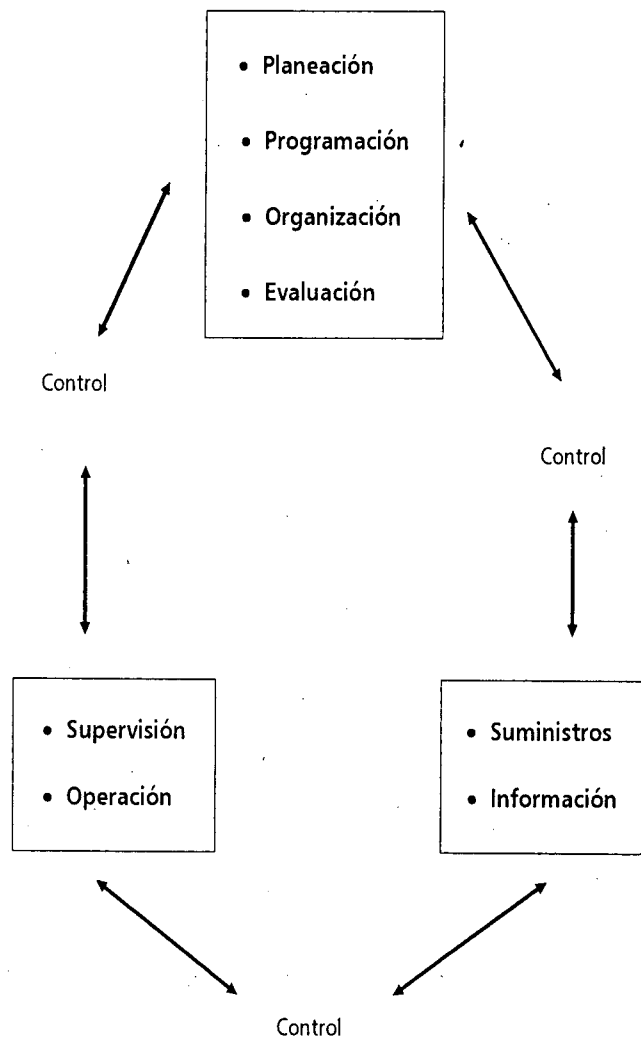 • Planeación
• Programación
• Organización
• Evaluación
Control
Control
• Supervisión
• Operación
• Suministros
• Información
Control